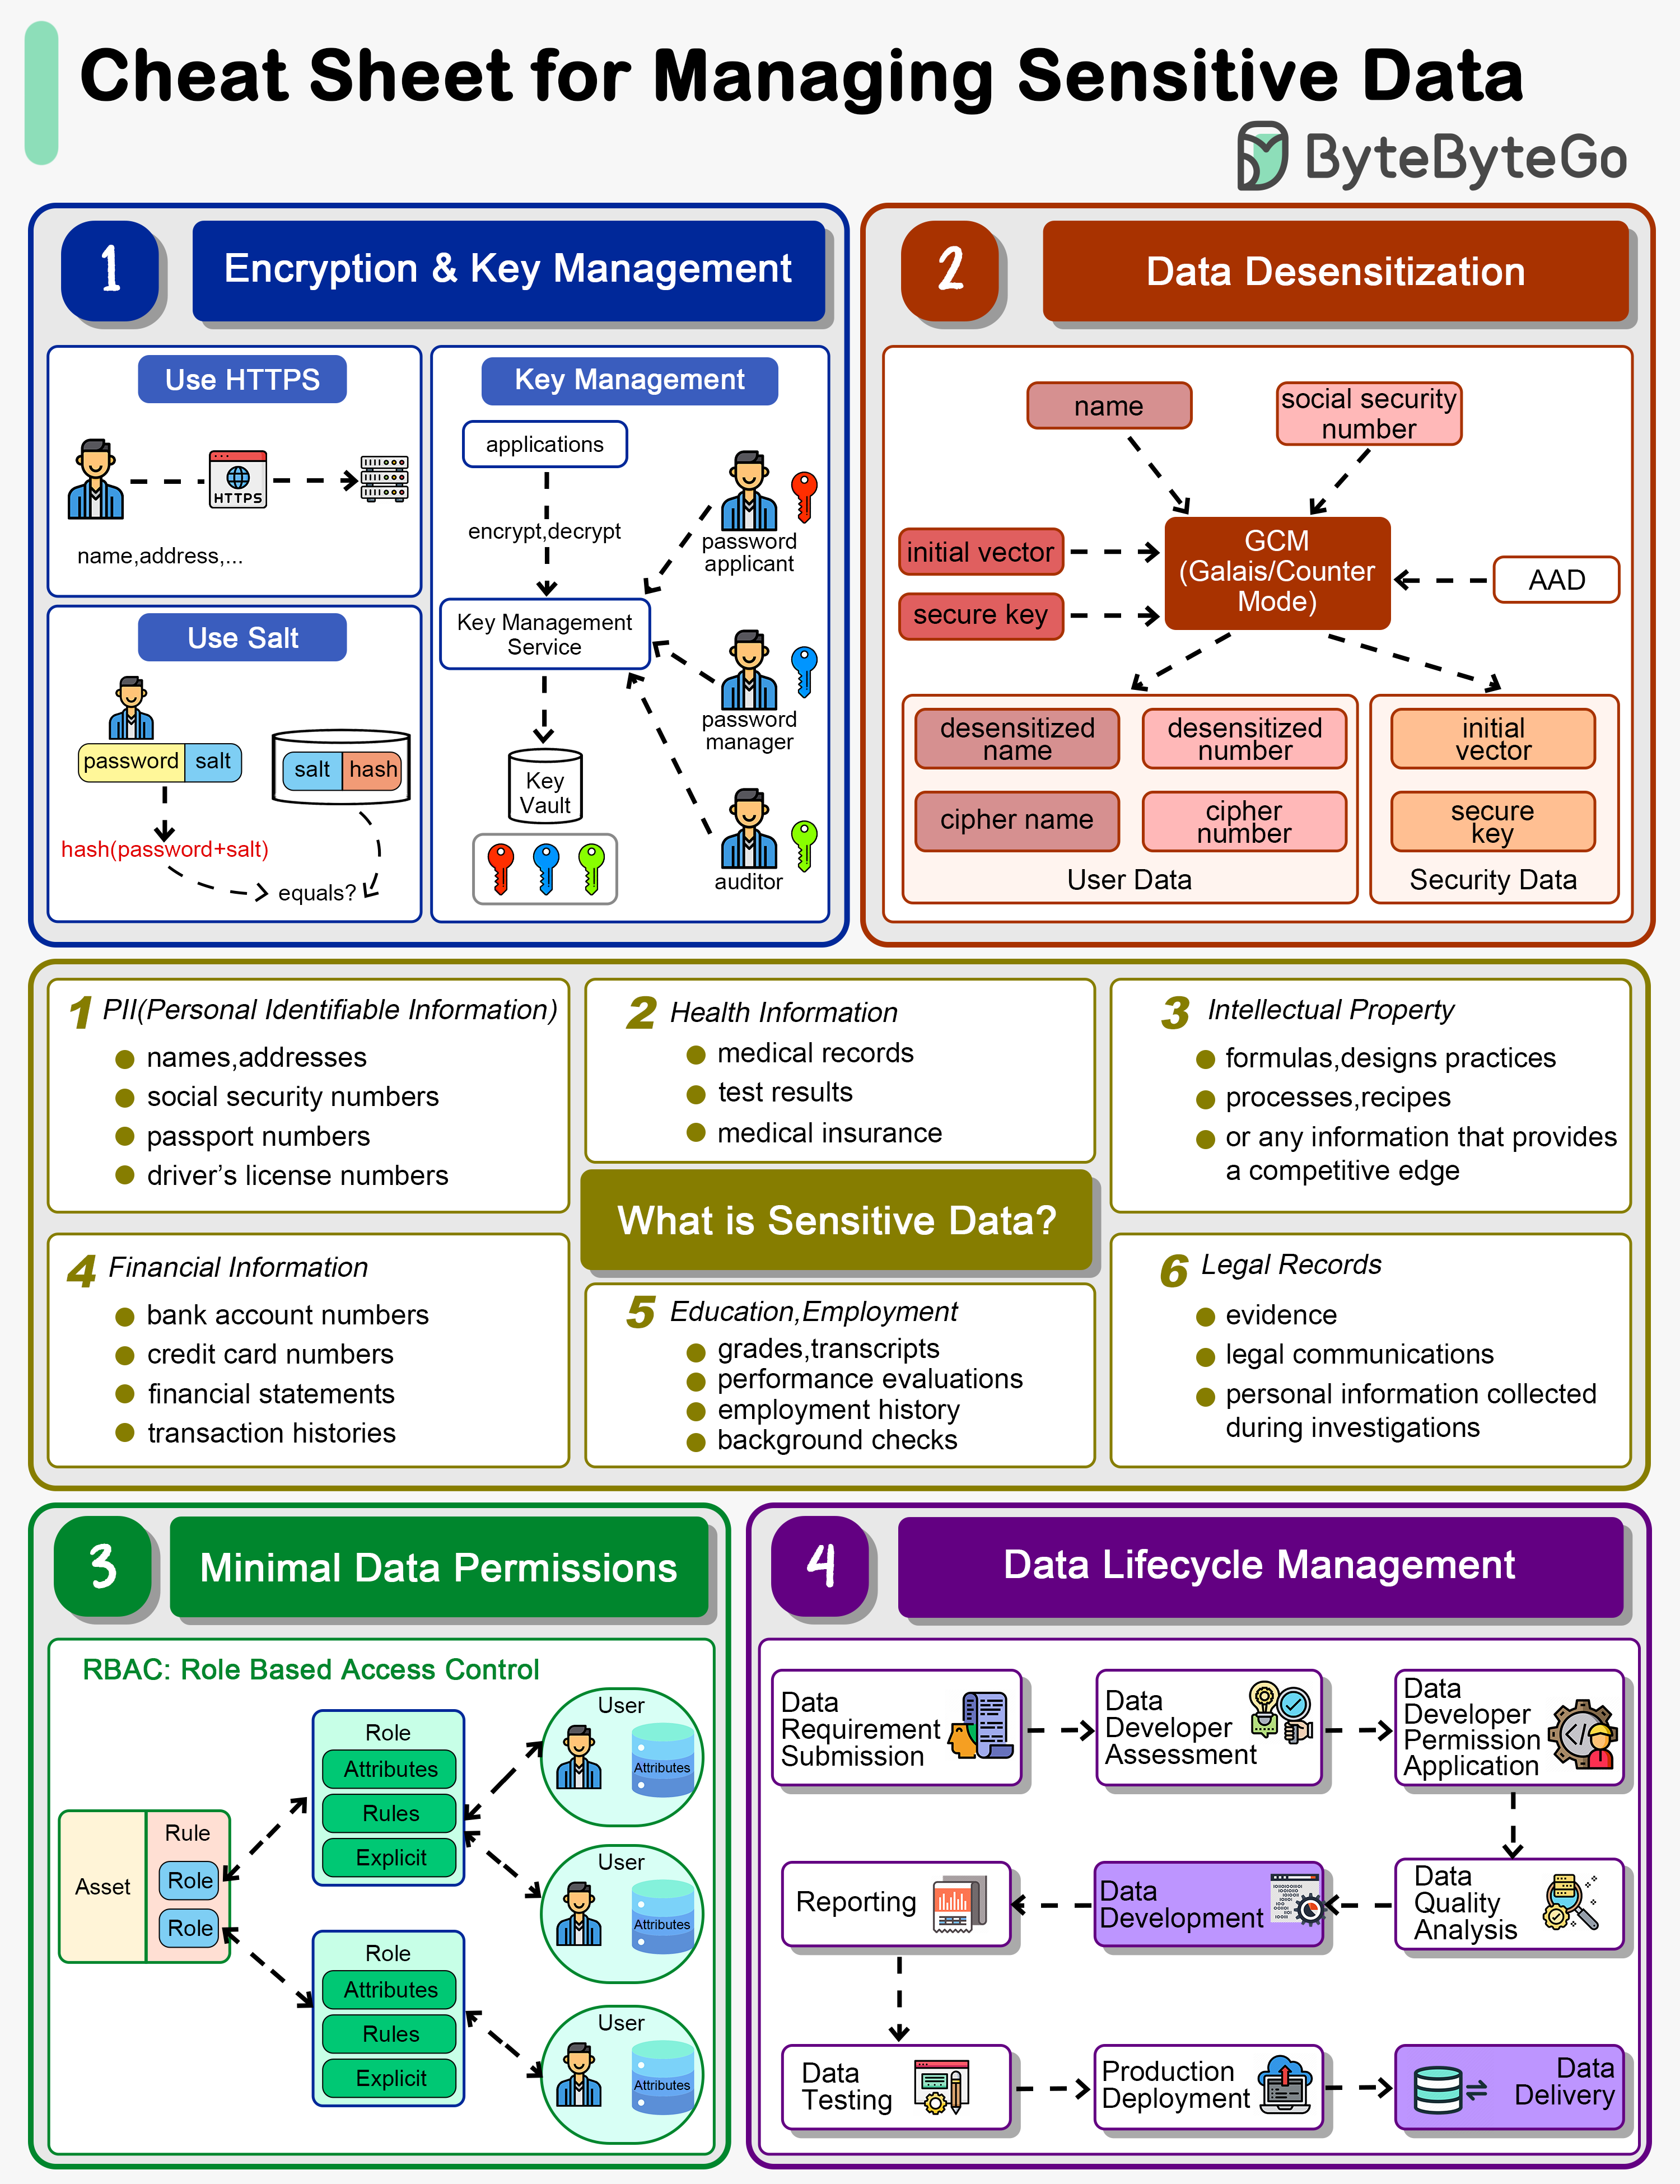 Cheat Sheet for Managing Sensitive Data
ByteByteGo
1
Encryption & Key Management
Use HTTPS
HTTPS
name,address,...
Use Salt
password
salt
salt
hash
hash(password+salt)
equals?
Key Management
applications
encrypt,decrypt
Key Management
Service
Key
Vault
password
applicant
password
manager
auditor
2
Data Desensitization
name
social security
number
initial vector
secure key
GCM
(Galais/Counter
Mode)
AAD
desensitized
name
desensitized
number
cipher name
cipher
number
User Data
initial
vector
secure
key
Security Data
1 PII(Personal Identifiable Information)
names,addresses
social security numbers
passport numbers
driver’s license numbers
2 Health Information
medical records
test results
medical insurance
3 Intellectual Property
formulas,designs practices
processes,recipes
or any information that provides
a competitive edge
What is Sensitive Data?
4 Financial Information
bank account numbers
credit card numbers
financial statements
transaction histories
5 Education,Employment
grades,transcripts
performance evaluations
employment history
background checks
6 Legal Records
evidence
legal communications
personal information collected
during investigations
3
Minimal Data Permissions
RBAC: Role Based Access Control
Asset
Rule
Role
Role
Role
Attributes
Rules
Explicit
Role
Attributes
Rules
Explicit
User
Attributes
User
Attributes
User
Attributes
4
Data Lifecycle Management
Data
Requirement
Submission
Data
Developer
Assessment
Data
Developer
Permission
Application
Data
Quality
Analysis
Data
Development
Reporting
Data
Testing
Production
Deployment
Data
Delivery